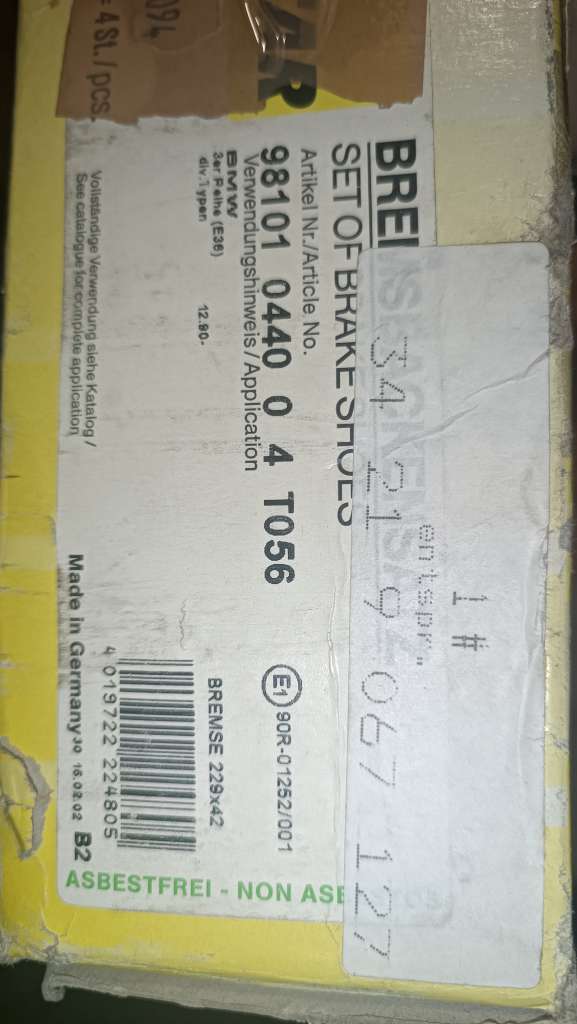 094
= 4 St./pcs.
BRE
SET OF BRAKE SHOES
Artikel Nr./Article No.
98101 0440 0 4 T056
Verwendungshinweis / Application
BMW
3er Reihe (E36)
div.Typen 12.90-
Vollständige Verwendung siehe Katalog /
See catalogue for complete application
E1 90R-01252/001
BREMSE 229x42
4 019722 224805
Made in Germany JO 16.02.02 B2
ASBESTFREI - NON ASB
1 #
entspr.
34 21 9 067 127